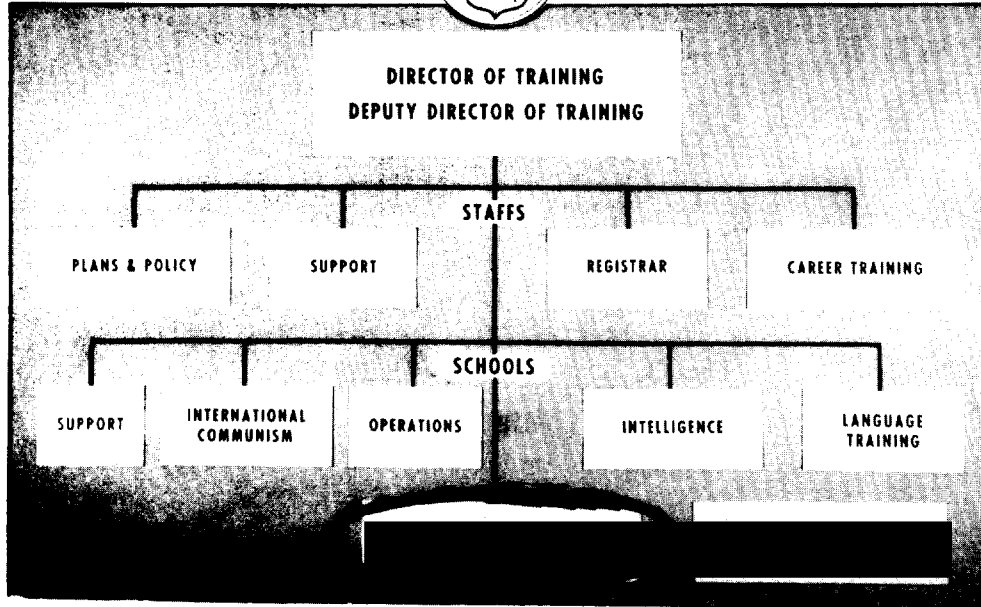 DIRECTOR OF TRAINING
DEPUTY DIRECTOR OF TRAINING
STAFFS
PLANS & POLICY
SUPPORT
REGISTRAR
CAREER TRAINING
SCHOOLS
SUPPORT
INTERNATIONAL
COMMUNISM
OPERATIONS
INTELLIGENCE
LANGUAGE
TRAINING